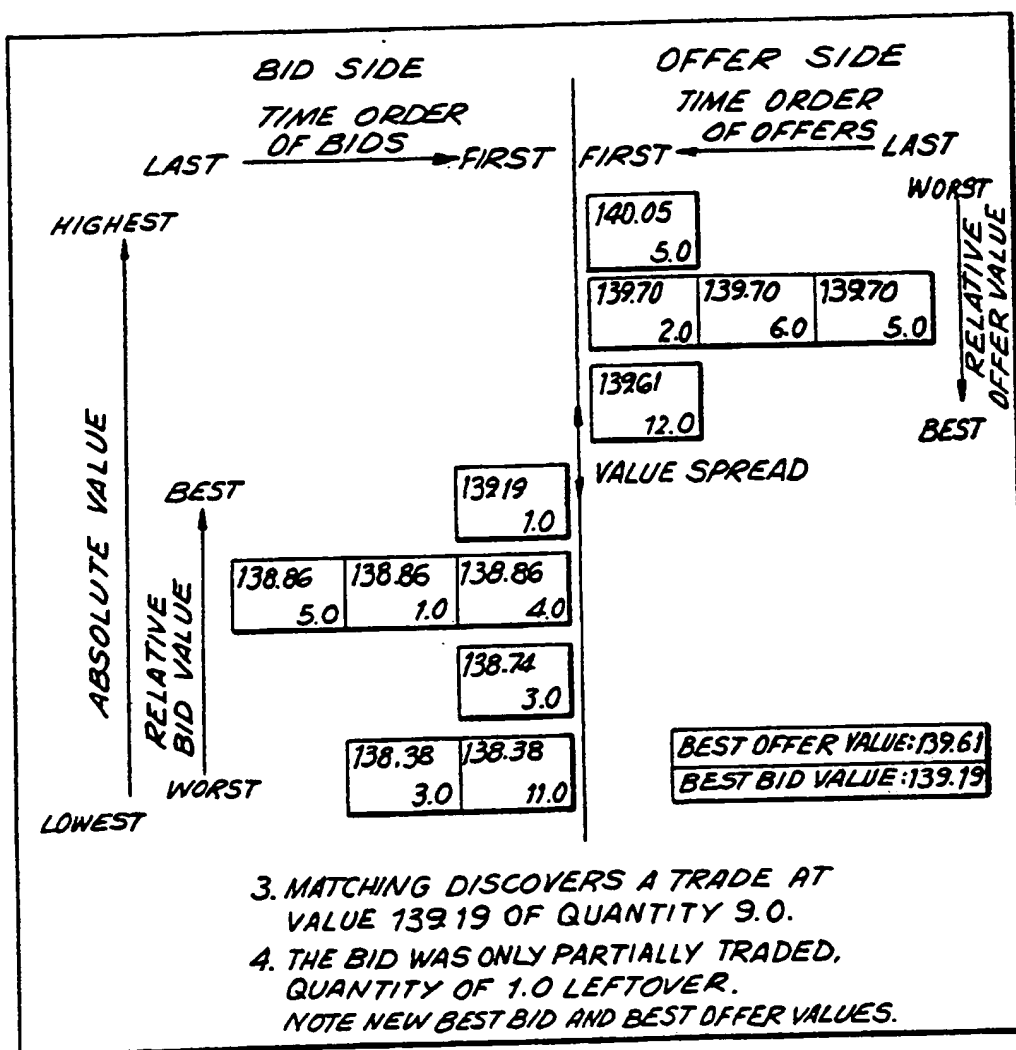 BID SIDE
OFFER SIDE
TIME ORDER
OF BIDS
TIME ORDER
OF OFFERS
LAST
FIRST
FIRST
LAST
HIGHEST
WORST
140.05
5.0
139.70
2.0
139.70
6.0
13970
5.0
13961
12.0
RELATIVE
OFFER VALUE
BEST
VALUE SPREAD
ABSOLUTE VALUE
BEST
RELATIVE
BID VALUE
13919
1.0
138.86
5.0
138.86
1.0
138.86
4.0
138.74
3.0
138.38
3.0
138.38
11.0
WORST
LOWEST
BEST OFFER VALUE:139.61
BEST BID VALUE:139.19
3. MATCHING DISCOVERS A TRADE AT
VALUE 139.19 OF QUANTITY 9.0.
4. THE BID WAS ONLY PARTIALLY TRADED,
QUANTITY OF 1.0 LEFTOVER.
NOTE NEW BEST BID AND BEST OFFER VALUES.